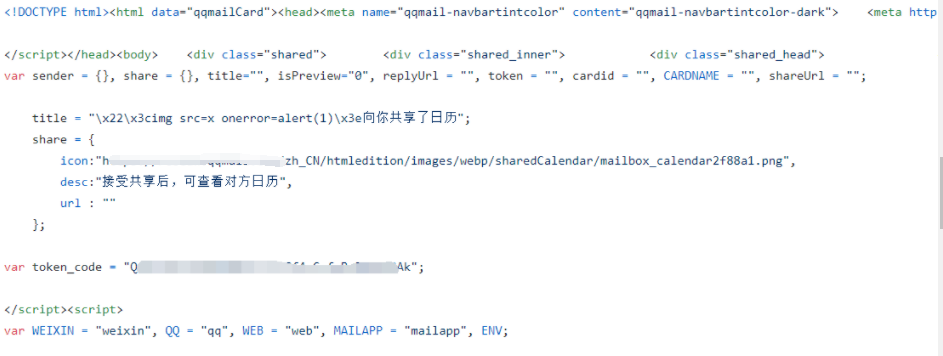 <!DOCTYPE html><html data="qqmailCard"><head><meta name="qqmail-navbartintcolor" content="qqmail-navbartintcolor-dark">    <meta http
</script></head><body>    <div class="shared">        <div class="shared_inner">            <div class="shared_head">
var sender = {}, share = {}, title="", isPreview="0", replyUrl = "", token = "", cardid = "", CARDNAME = "", shareUrl = "";
    title = "\x22\x3cimg src=x onerror=alert(1)\x3e向你共享了日历";
    share = {
        icon:"h zh_CN/htmledition/images/webp/sharedCalendar/mailbox_calendar2f88a1.png",
        desc:"接受共享后，可查看对方日历",
        url : ""
    };
var token_code = "Q Ak";
</script><script>
var WEIXIN = "weixin", QQ = "qq", WEB = "web", MAILAPP = "mailapp", ENV;